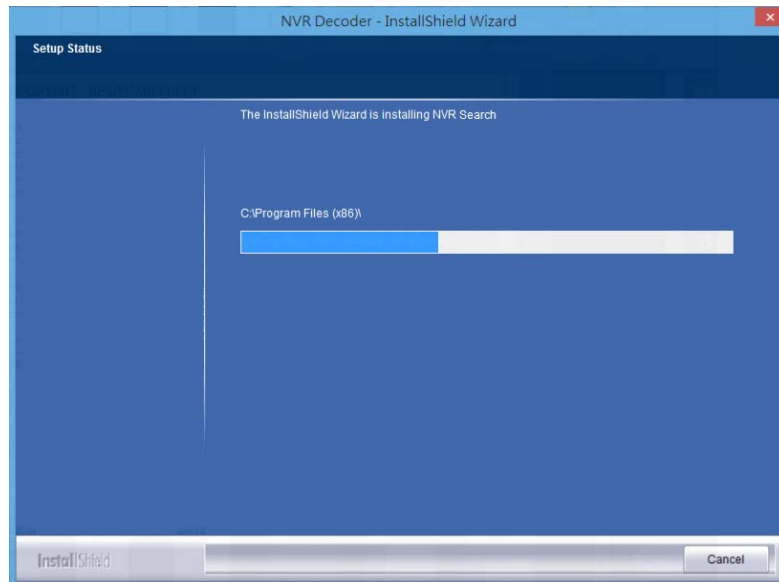 NVR Decoder - InstallShield Wizard
Setup Status
The InstallShield Wizard is installing NVR Search
C:\Program Files (x86)\
InstallShield
Cancel